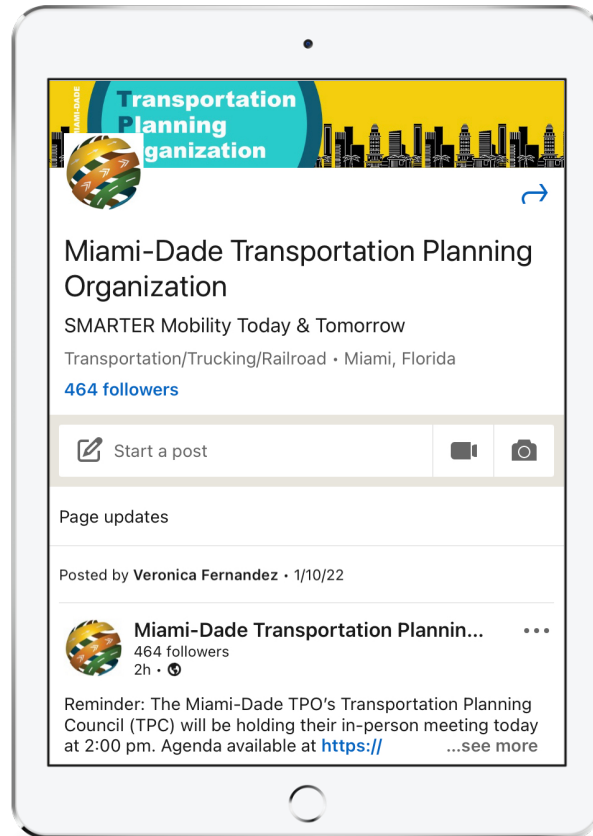 MIAMI-DADE
Transportation
Planning
ganization
Miami-Dade Transportation Planning
Organization
SMARTER Mobility Today & Tomorrow
Transportation/Trucking/Railroad • Miami, Florida
464 followers
Start a post
Page updates
Posted by Veronica Fernandez • 1/10/22
Miami-Dade Transportation Plannin...
464 followers
2h •
Reminder: The Miami-Dade TPO’s Transportation Planning
Council (TPC) will be holding their in-person meeting today
at 2:00 pm. Agenda available at https:// ...see more